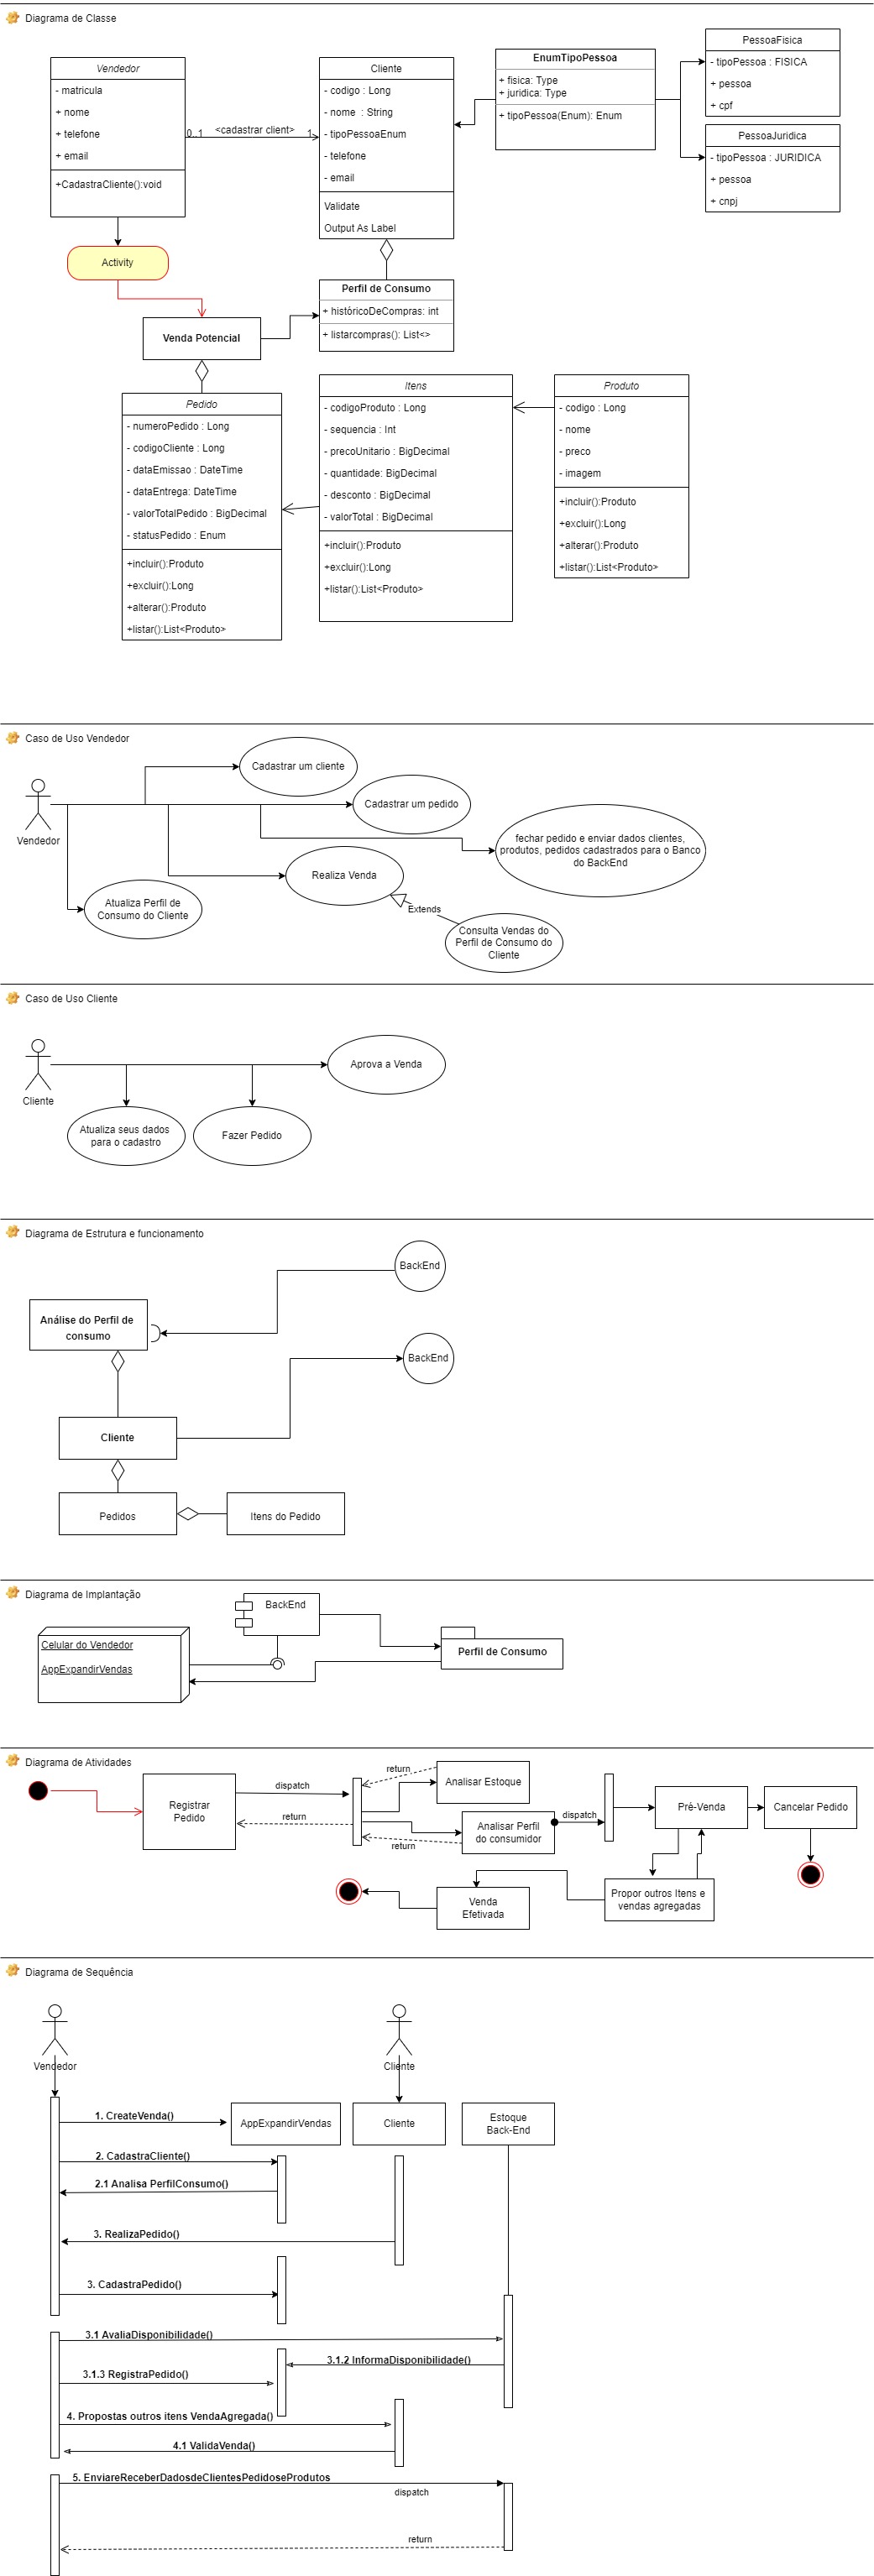 Diagrama de Classe
Vendedor
- matricula
+ nome
+ telefone
+ email
+CadastraCliente():void
0..1
<cadastrar client>
1
Cliente
- codigo : Long
- nome : String
- tipoPessoaEnum
- telefone
- email
Validate
Output As Label
EnumTipoPessoa
+ fisica: Type
+ juridica: Type
+ tipoPessoa(Enum): Enum
PessoaFisica
- tipoPessoa : FISICA
+ pessoa
+ cpf
PessoaJuridica
- tipoPessoa : JURIDICA
+ pessoa
+ cnpj
Activity
Venda Potencial
Perfil de Consumo
+ históricoDeCompras: int
+ listarcompras(): List<>
Pedido
- numeroPedido : Long
- codigoCliente : Long
- dataEmissao : DateTime
- dataEntrega: DateTime
- valorTotalPedido : BigDecimal
- statusPedido : Enum
+incluir():Produto
+excluir():Long
+alterar():Produto
+listar():List<Produto>
Itens
- codigoProduto : Long
- sequencia : Int
- precoUnitario : BigDecimal
- quantidade: BigDecimal
- desconto : BigDecimal
- valorTotal : BigDecimal
+incluir():Produto
+excluir():Long
+listar():List<Produto>
Produto
- codigo : Long
- nome
- preco
- imagem
+incluir():Produto
+excluir():Long
+alterar():Produto
+listar():List<Produto>
Caso de Uso Vendedor
Vendedor
Cadastrar um cliente
Cadastrar um pedido
fechar pedido e enviar dados clientes,
produtos, pedidos cadastrados para o Banco
do BackEnd
Realiza Venda
Atualiza Perfil de
Consumo do Cliente
Extends
Consulta Vendas do
Perfil de Consumo do
Cliente
Caso de Uso Cliente
Cliente
Aprova a Venda
Atualiza seus dados
para o cadastro
Fazer Pedido
Diagrama de Estrutura e funcionamento
BackEnd
Análise do Perfil de
consumo
BackEnd
Cliente
Pedidos
Itens do Pedido
Diagrama de Implantação
BackEnd
Celular do Vendedor
AppExpandirVendas
Perfil de Consumo
Diagrama de Atividades
Registrar
Pedido
dispatch
return
return
Analisar Estoque
Analisar Perfil
do consumidor
return
dispatch
Pré-Venda
Cancelar Pedido
Venda
Efetivada
Propor outros Itens e
vendas agregadas
Diagrama de Sequência
Vendedor
Cliente
1. CreateVenda()
AppExpandirVendas
Cliente
Estoque
Back-End
2. CadastraCliente()
2.1 Analisa PerfilConsumo()
3. RealizaPedido()
3. CadastraPedido()
3.1 AvaliaDisponibilidade()
3.1.2 InformaDisponibilidade()
3.1.3 RegistraPedido()
4. Propostas outros itens VendaAgregada()
4.1 ValidaVenda()
5. EnviareReceberDadosdeClientesPedidoseProdutos
dispatch
return